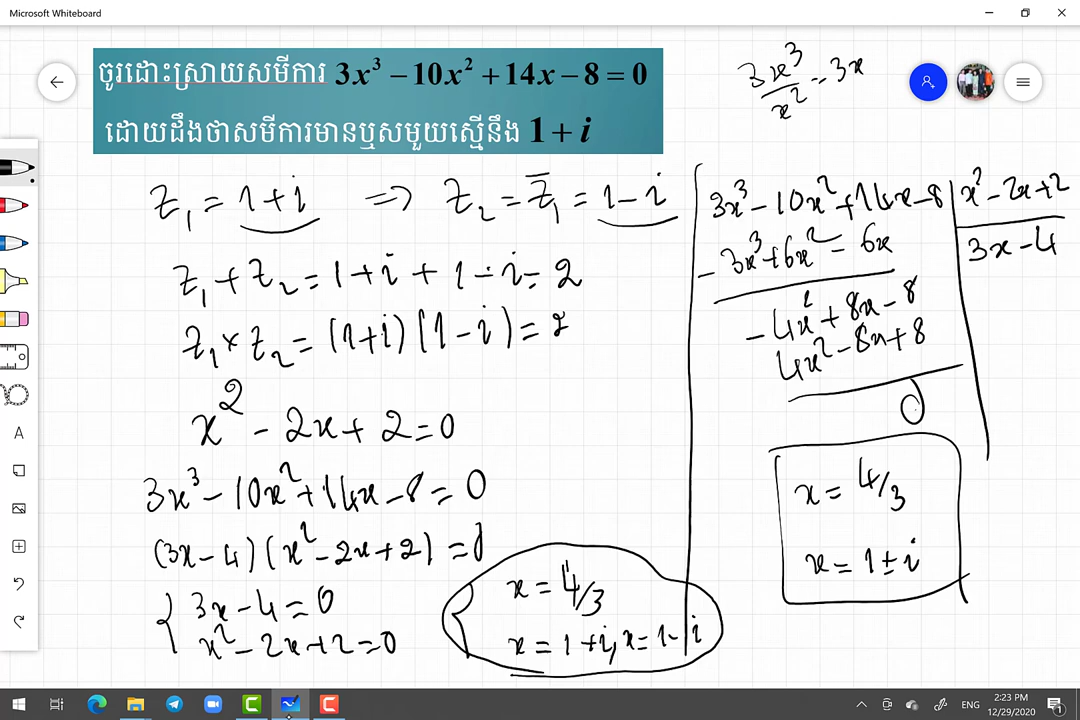 Microsoft Whiteboard
ចូរដោះស្រាយសមីការ 3x³ − 10x² + 14x − 8 = 0
ដោយដឹងថាសមីការមានឬសមួយស្មើនឹង 1 + i
3x³/x² = 3x
Z₁ = 1+i ⇒ Z₂ = Z̅₁ = 1−i
Z₁ + Z₂ = 1+i + 1−i = 2
Z₁ × Z₂ = (1+i)(1−i) = 2
x² − 2x + 2 = 0
3x³ − 10x² + 14x − 8 = 0
(3x−4)(x² − 2x + 2) = 0
{ 3x−4 = 0
x² − 2x + 2 = 0
x = 4/3
x = 1+i, x = 1−i
3x³ − 10x² + 14x − 8 | x² − 2x + 2
3x − 4
− 3x³ + 6x² = 6x
− 4x² + 8x − 8
4x² − 8x + 8
0
x = 4/3
x = 1 ± i
A
ENG
2:23 PM
12/29/2020
1